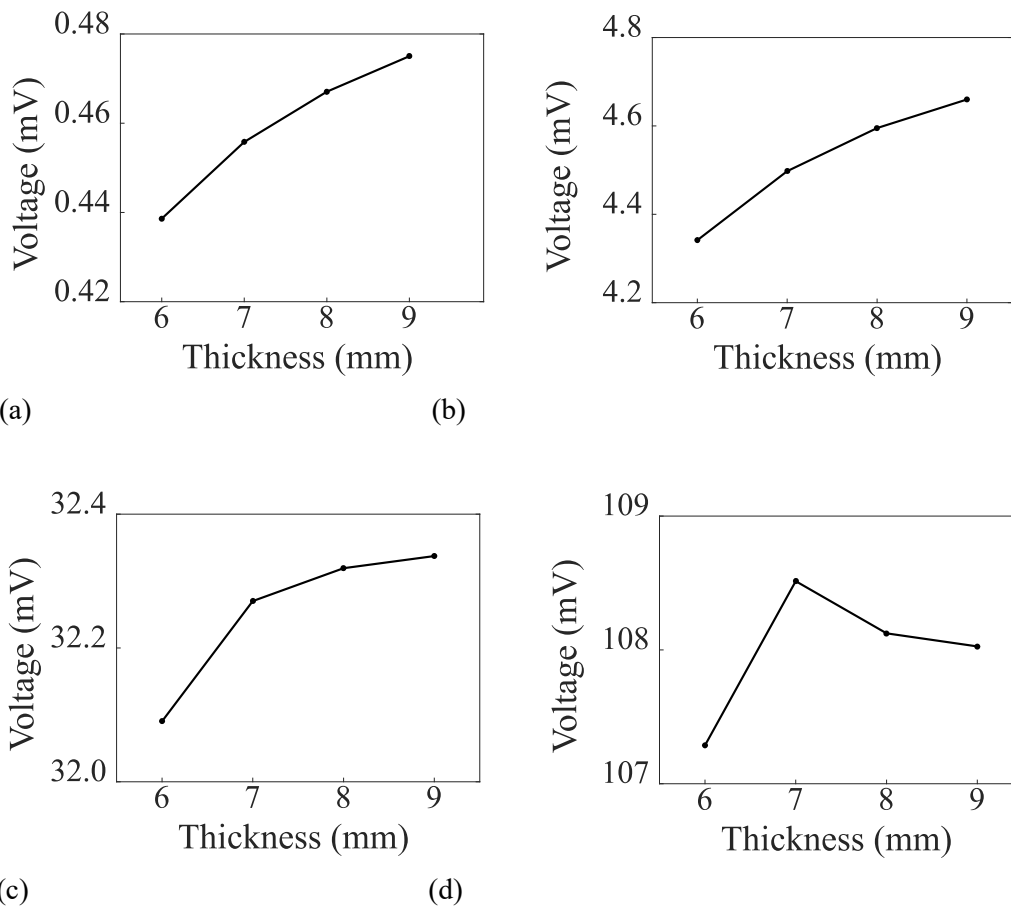 0.48
0.46
0.44
0.42
Voltage (mV)
6 7 8 9
Thickness (mm)
(a)
4.8
4.6
4.4
4.2
Voltage (mV)
6 7 8 9
Thickness (mm)
(b)
32.4
32.2
32.0
Voltage (mV)
6 7 8 9
Thickness (mm)
(c)
109
108
107
Voltage (mV)
6 7 8 9
Thickness (mm)
(d)